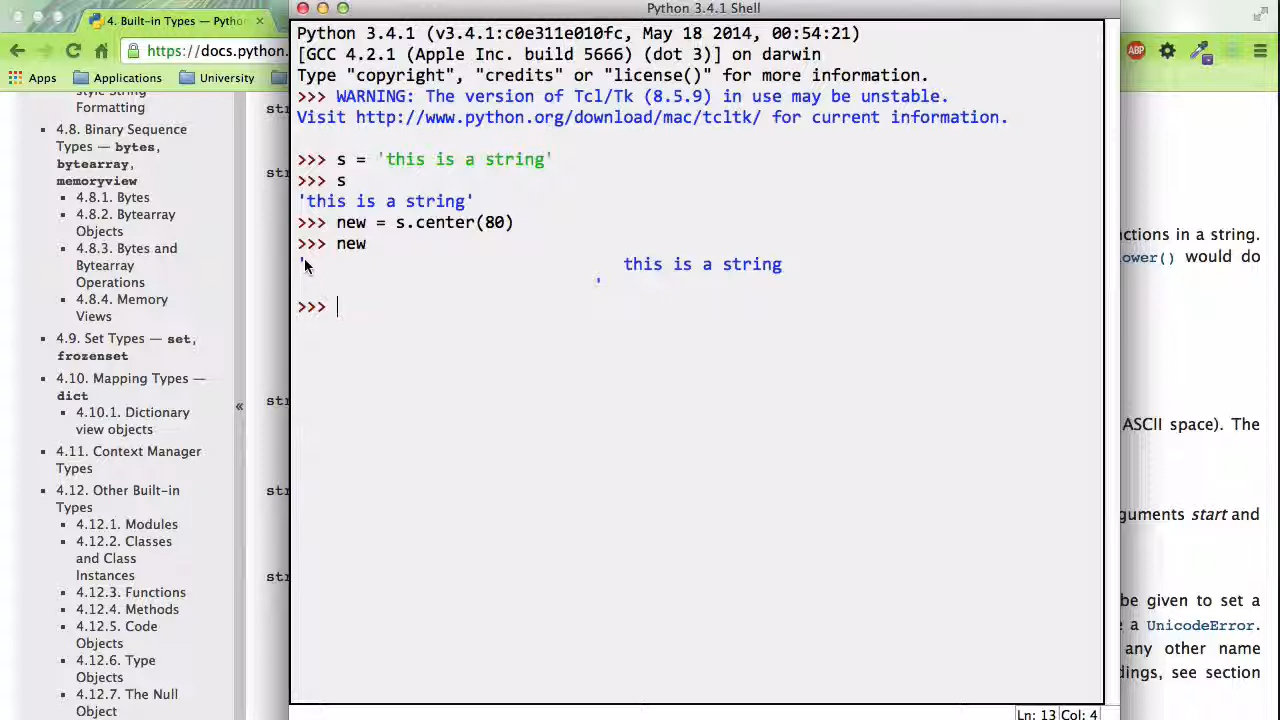 4. Built-in Types — Python
https://docs.python.
Apps
Applications
University
style String
Formatting
4.8. Binary Sequence
Types — bytes,
bytearray,
memoryview
4.8.1. Bytes
4.8.2. Bytearray
Objects
4.8.3. Bytes and
Bytearray
Operations
4.8.4. Memory
Views
4.9. Set Types — set,
frozenset
4.10. Mapping Types —
dict
4.10.1. Dictionary
view objects
4.11. Context Manager
Types
4.12. Other Built-in
Types
4.12.1. Modules
4.12.2. Classes
and Class
Instances
4.12.3. Functions
4.12.4. Methods
4.12.5. Code
Objects
4.12.6. Type
Objects
4.12.7. The Null
Object
«
str
str
str
str
str
Python 3.4.1 Shell
Python 3.4.1 (v3.4.1:c0e311e010fc, May 18 2014, 00:54:21)
[GCC 4.2.1 (Apple Inc. build 5666) (dot 3)] on darwin
Type "copyright", "credits" or "license()" for more information.
>>> WARNING: The version of Tcl/Tk (8.5.9) in use may be unstable.
Visit http://www.python.org/download/mac/tcltk/ for current information.
>>> s = 'this is a string'
>>> s
'this is a string'
>>> new = s.center(80)
>>> new
'                                this is a string
'
>>>
Ln: 13 Col: 4
ABP
nctions in a string.
ower() would do
ASCII space). The
guments start and
be given to set a
e a UnicodeError.
any other name
dings, see section